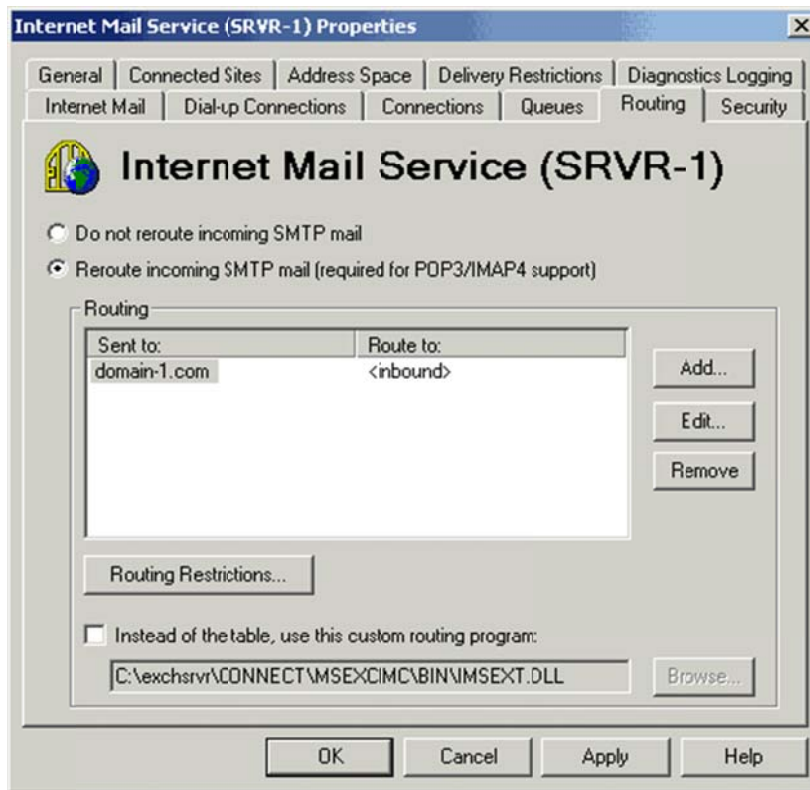 Internet Mail Service (SRVR-1) Properties
General Connected Sites Address Space Delivery Restrictions Diagnostics Logging
Internet Mail Dial-up Connections Connections Queues Routing Security
Internet Mail Service (SRVR-1)
Do not reroute incoming SMTP mail
Reroute incoming SMTP mail (required for POP3/IMAP4 support)
Routing
Sent to: Route to:
domain-1.com <inbound>
Add...
Edit...
Remove
Routing Restrictions...
Instead of the table, use this custom routing program:
C:\exchsrvr\CONNECT\MSEXCIMC\BIN\IMSEXT.DLL Browse...
OK Cancel Apply Help